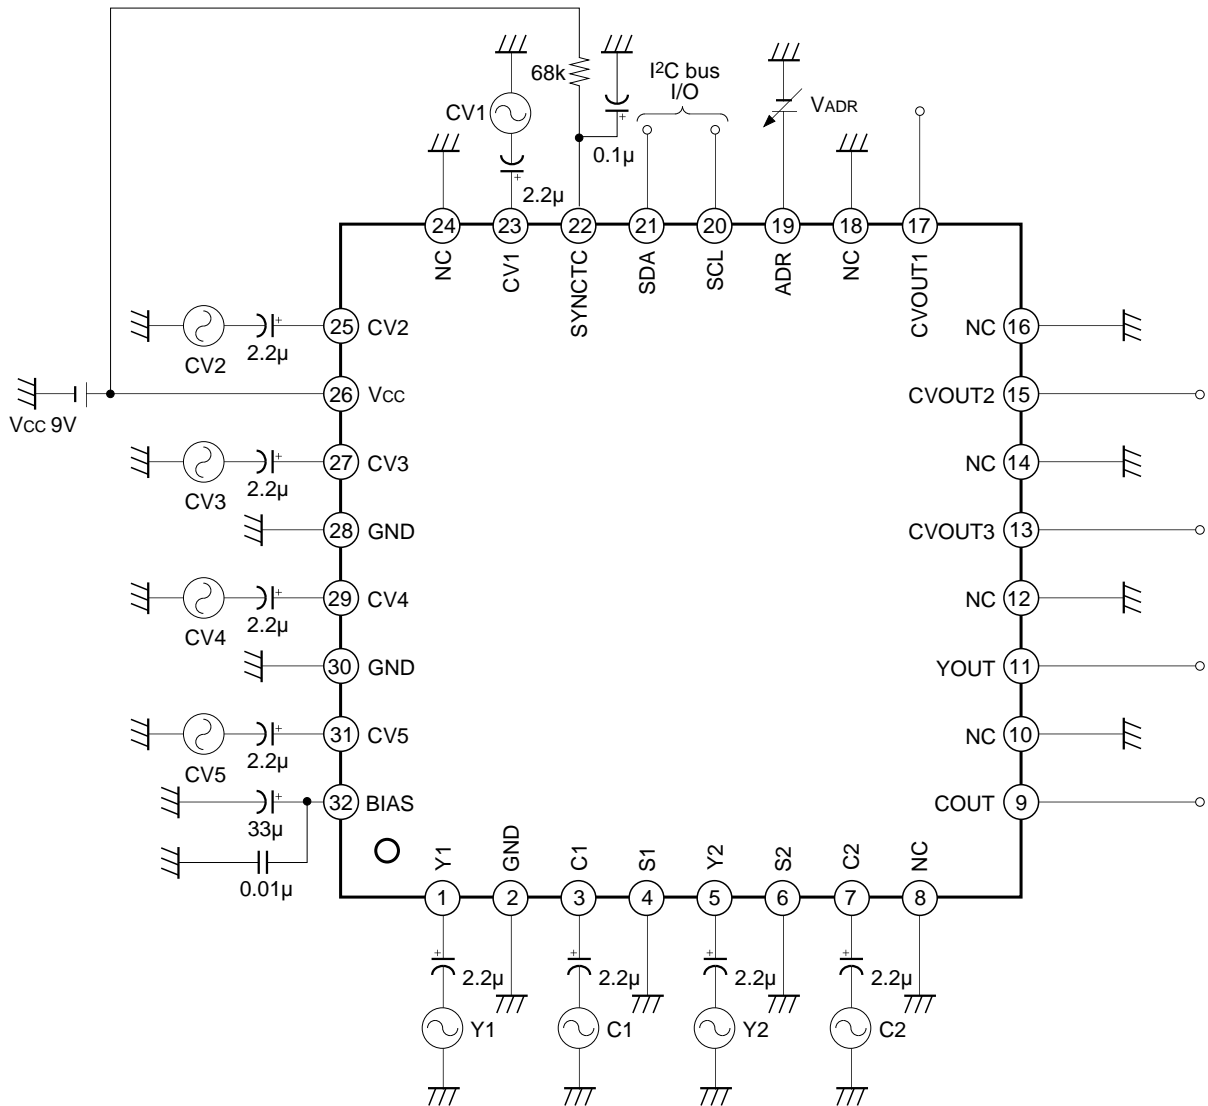 I2C bus
I/O
68k
CV1
VADR
0.1µ
2.2µ
24
23
22
21
20
19
18
17
NC
CV1
SYNCTC
SDA
SCL
ADR
NC
CVOUT1
25
CV2
2.2µ
CV2
26
VCC
VCC 9V
27
CV3
2.2µ
CV3
28
GND
29
CV4
2.2µ
CV4
30
GND
31
CV5
2.2µ
CV5
32
BIAS
33µ
0.01µ
NC
16
CVOUT2
15
NC
14
CVOUT3
13
NC
12
YOUT
11
NC
10
COUT
9
Y1
GND
C1
S1
Y2
S2
C2
NC
1
2
3
4
5
6
7
8
2.2µ
2.2µ
2.2µ
2.2µ
Y1
C1
Y2
C2